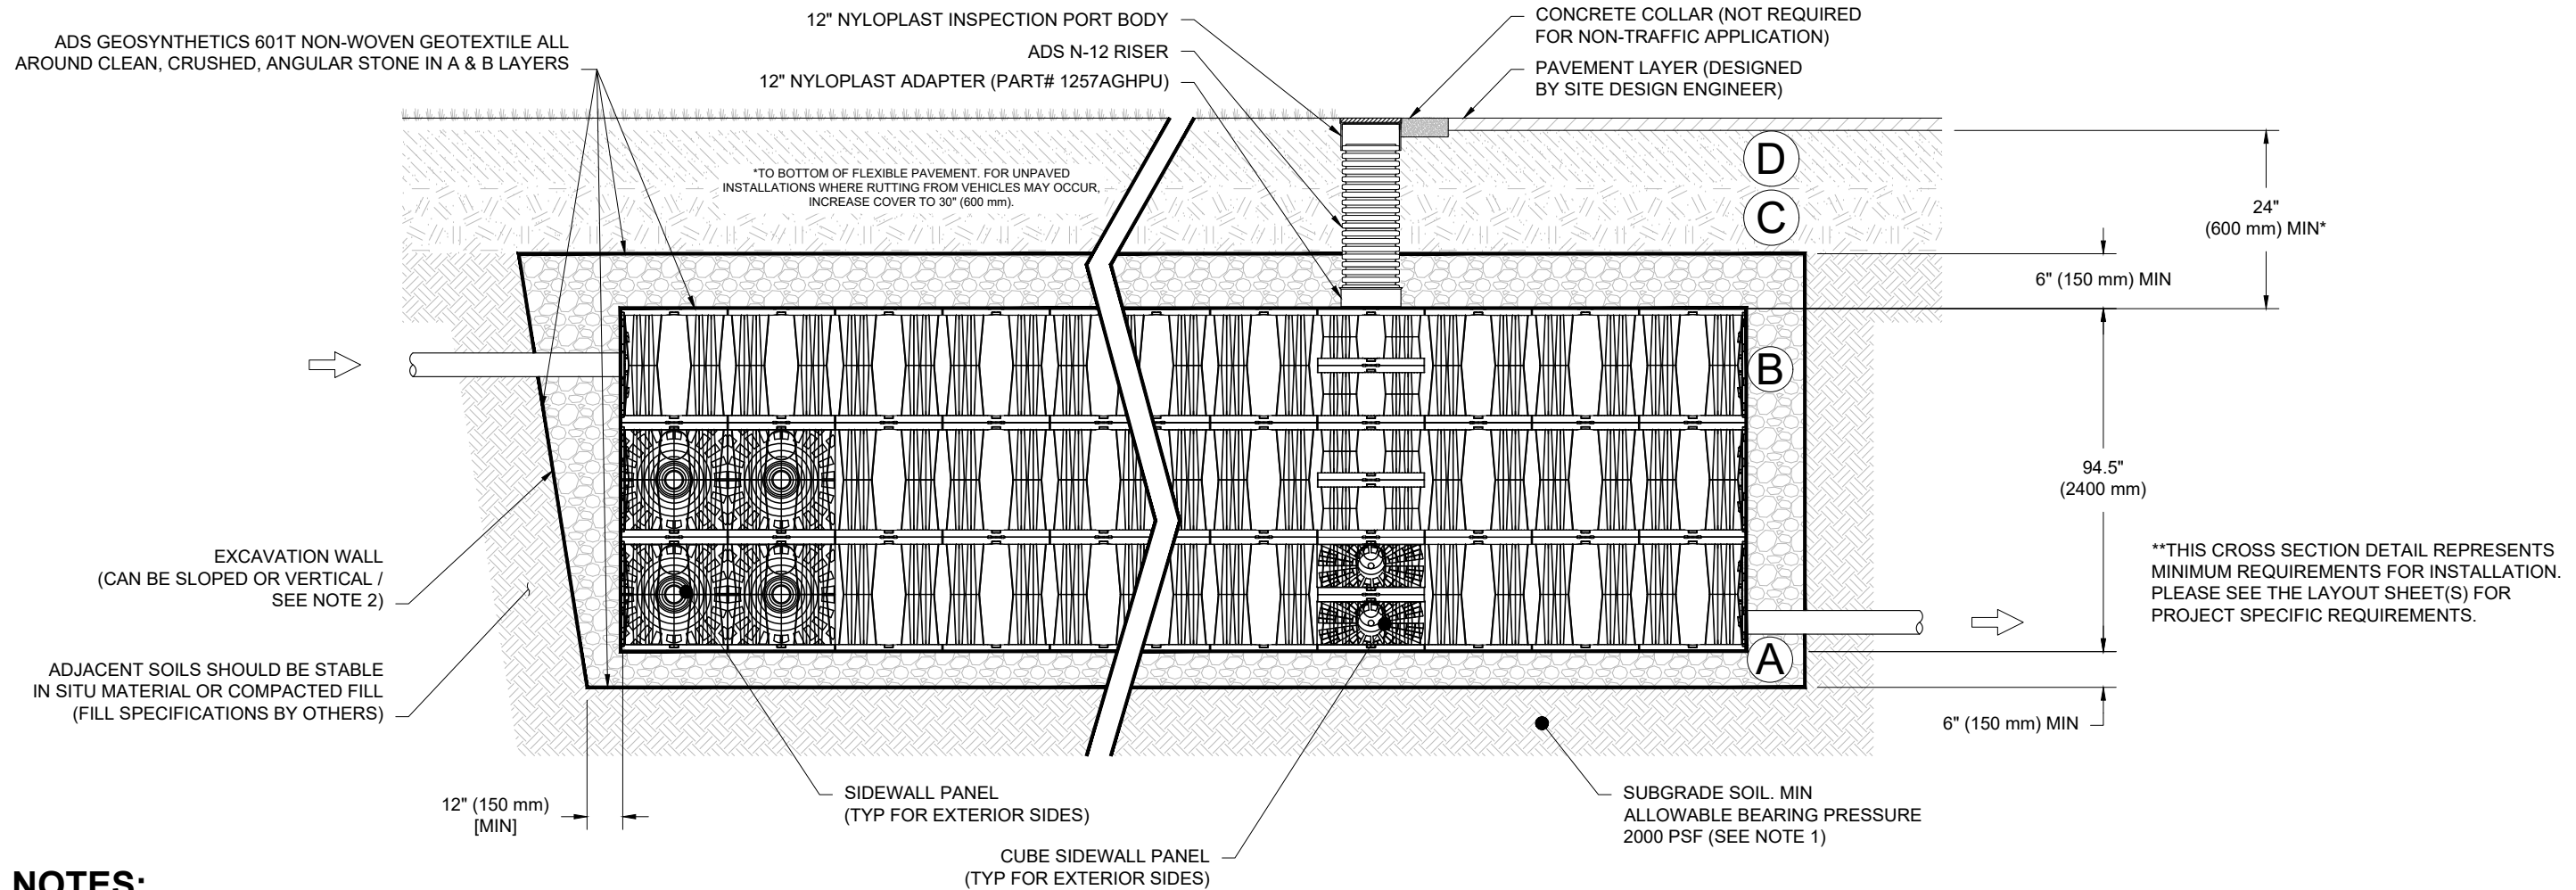 12" NYLOPLAST INSPECTION PORT BODY
ADS N-12 RISER
12" NYLOPLAST ADAPTER (PART# 1257AGHPU)
CONCRETE COLLAR (NOT REQUIRED
FOR NON-TRAFFIC APPLICATION)
PAVEMENT LAYER (DESIGNED
BY SITE DESIGN ENGINEER)
ADS GEOSYNTHETICS 601T NON-WOVEN GEOTEXTILE ALL
AROUND CLEAN, CRUSHED, ANGULAR STONE IN A & B LAYERS
*TO BOTTOM OF FLEXIBLE PAVEMENT. FOR UNPAVED
INSTALLATIONS WHERE RUTTING FROM VEHICLES MAY OCCUR,
INCREASE COVER TO 30" (600 mm).
D
C
24"
(600 mm) MIN*
6" (150 mm) MIN
B
94.5"
(2400 mm)
EXCAVATION WALL
(CAN BE SLOPED OR VERTICAL /
SEE NOTE 2)
**THIS CROSS SECTION DETAIL REPRESENTS
MINIMUM REQUIREMENTS FOR INSTALLATION.
PLEASE SEE THE LAYOUT SHEET(S) FOR
PROJECT SPECIFIC REQUIREMENTS.
A
ADJACENT SOILS SHOULD BE STABLE
IN SITU MATERIAL OR COMPACTED FILL
(FILL SPECIFICATIONS BY OTHERS)
6" (150 mm) MIN
12" (150 mm)
[MIN]
SIDEWALL PANEL
(TYP FOR EXTERIOR SIDES)
CUBE SIDEWALL PANEL
(TYP FOR EXTERIOR SIDES)
SUBGRADE SOIL. MIN
ALLOWABLE BEARING PRESSURE
2000 PSF (SEE NOTE 1)
NOTES: